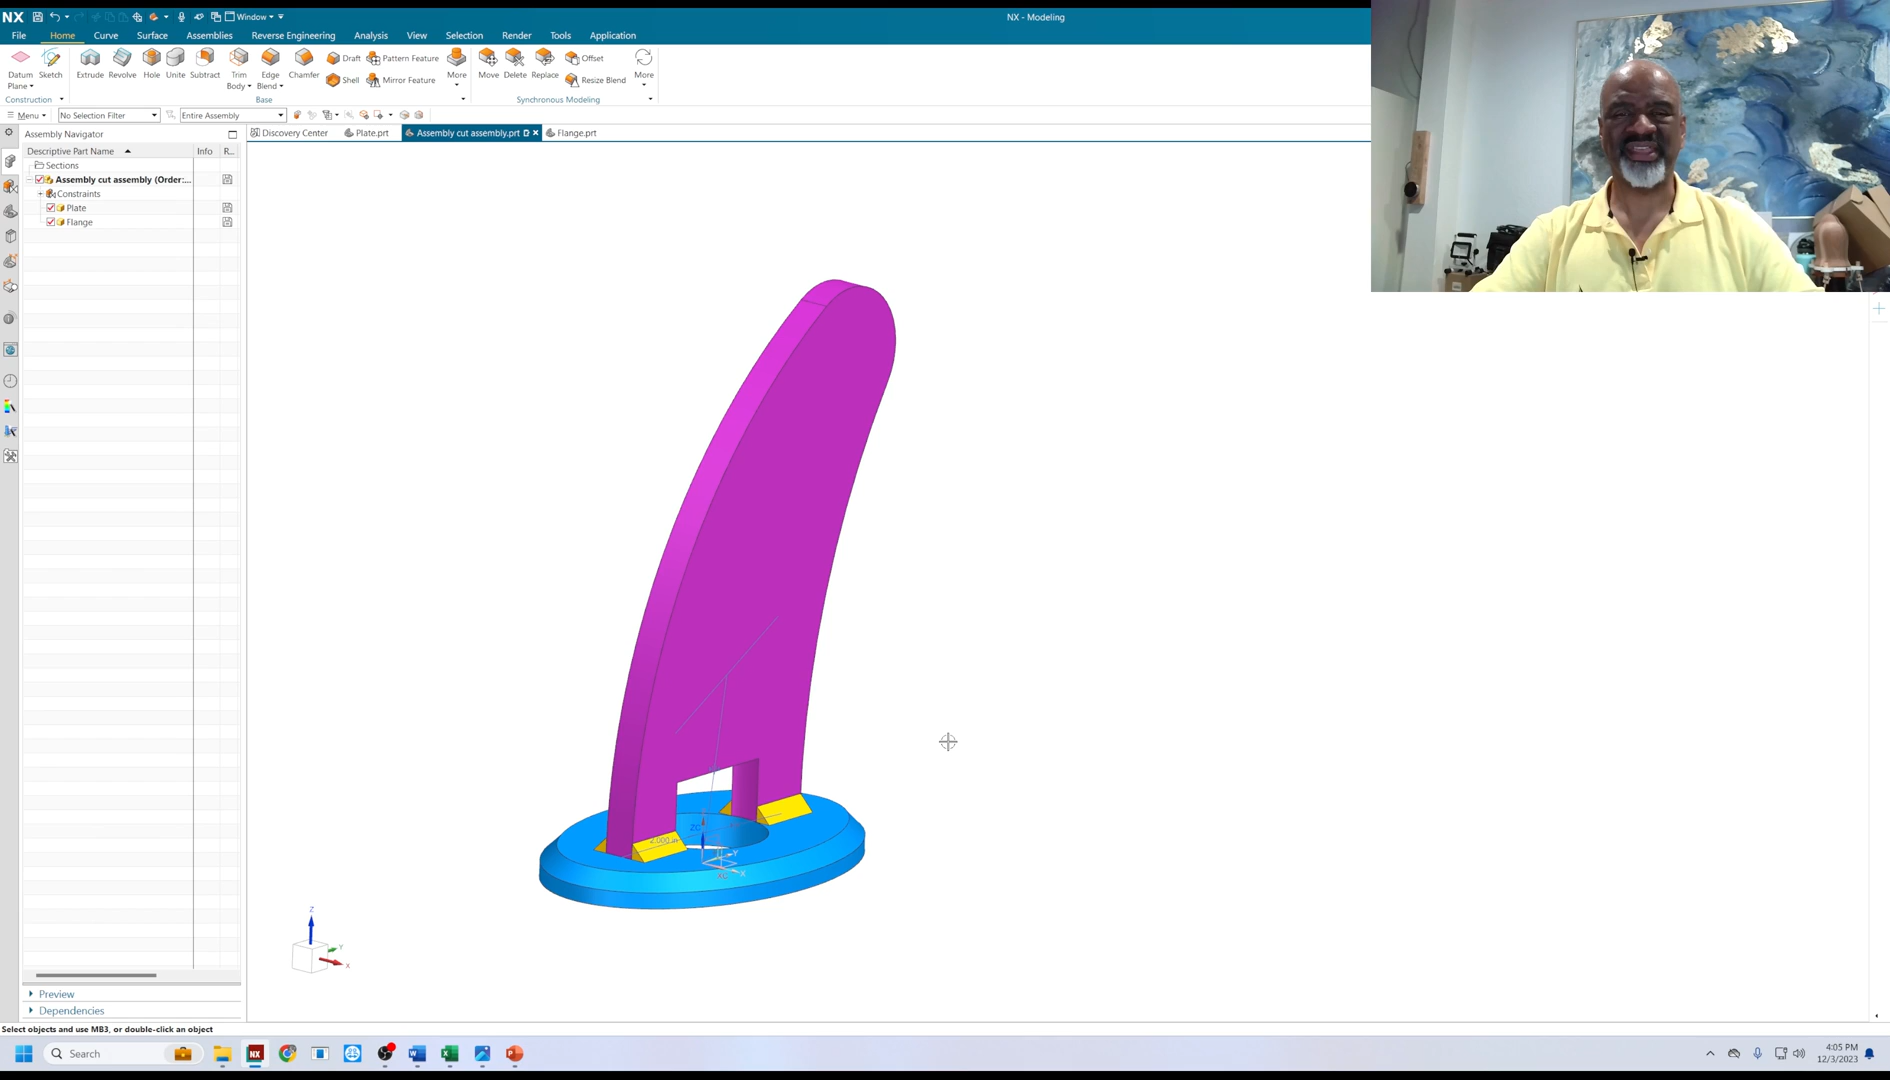 NX Window NX - Modeling
File Home Curve Surface Assemblies Reverse Engineering Analysis View Selection Render Tools Application
Datum Plane Sketch Extrude Revolve Hole Unite Subtract Trim Body Edge Blend Chamfer Draft Pattern Feature More Move Delete Replace Offset More
Shell Mirror Feature Resize Blend
Construction Base Synchronous Modeling
Menu No Selection Filter Entire Assembly
Assembly Navigator Discovery Center Plate.prt Assembly cut assembly.prt Flange.prt
Descriptive Part Name Info R...
Sections
Assembly cut assembly (Order:...
Constraints
Plate
Flange
ZC
2.000 in
Y
X
XC
Z
Y
X
Preview
Dependencies
Select objects and use MB3, or double-click an object
Search
4:05 PM
12/3/2023